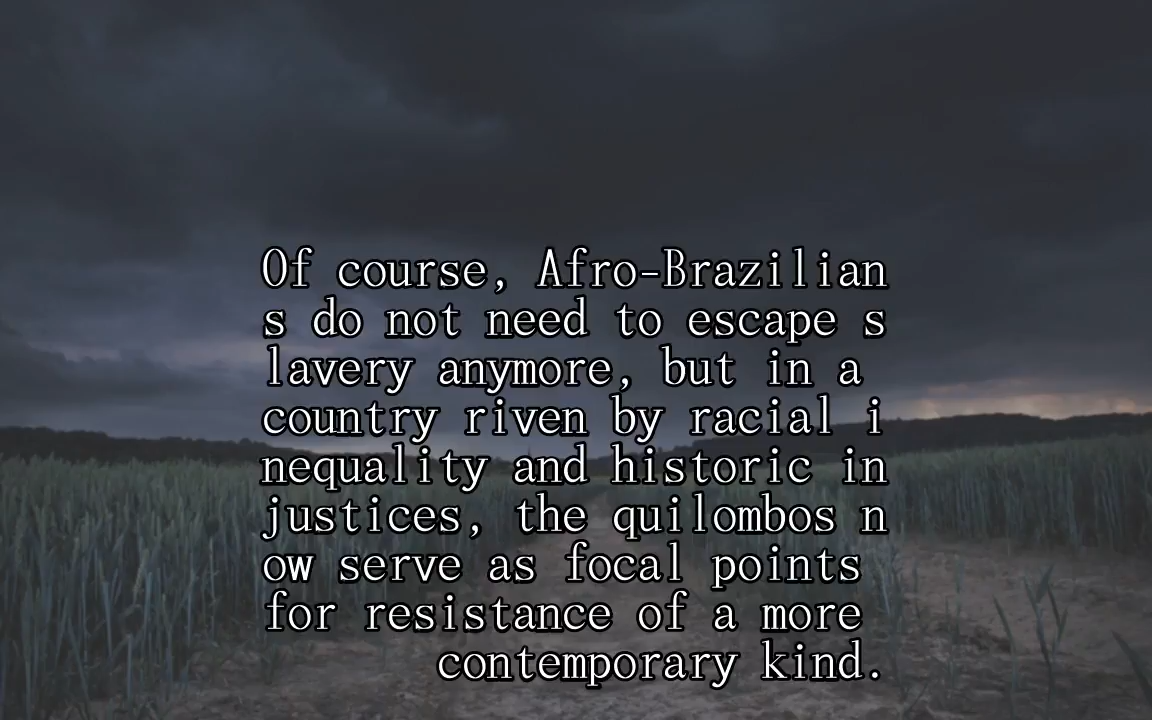 Of course, Afro-Brazilian
s do not need to escape s
lavery anymore, but in a
country riven by racial i
nequality and historic in
justices, the quilombos n
ow serve as focal points
for resistance of a more
contemporary kind.